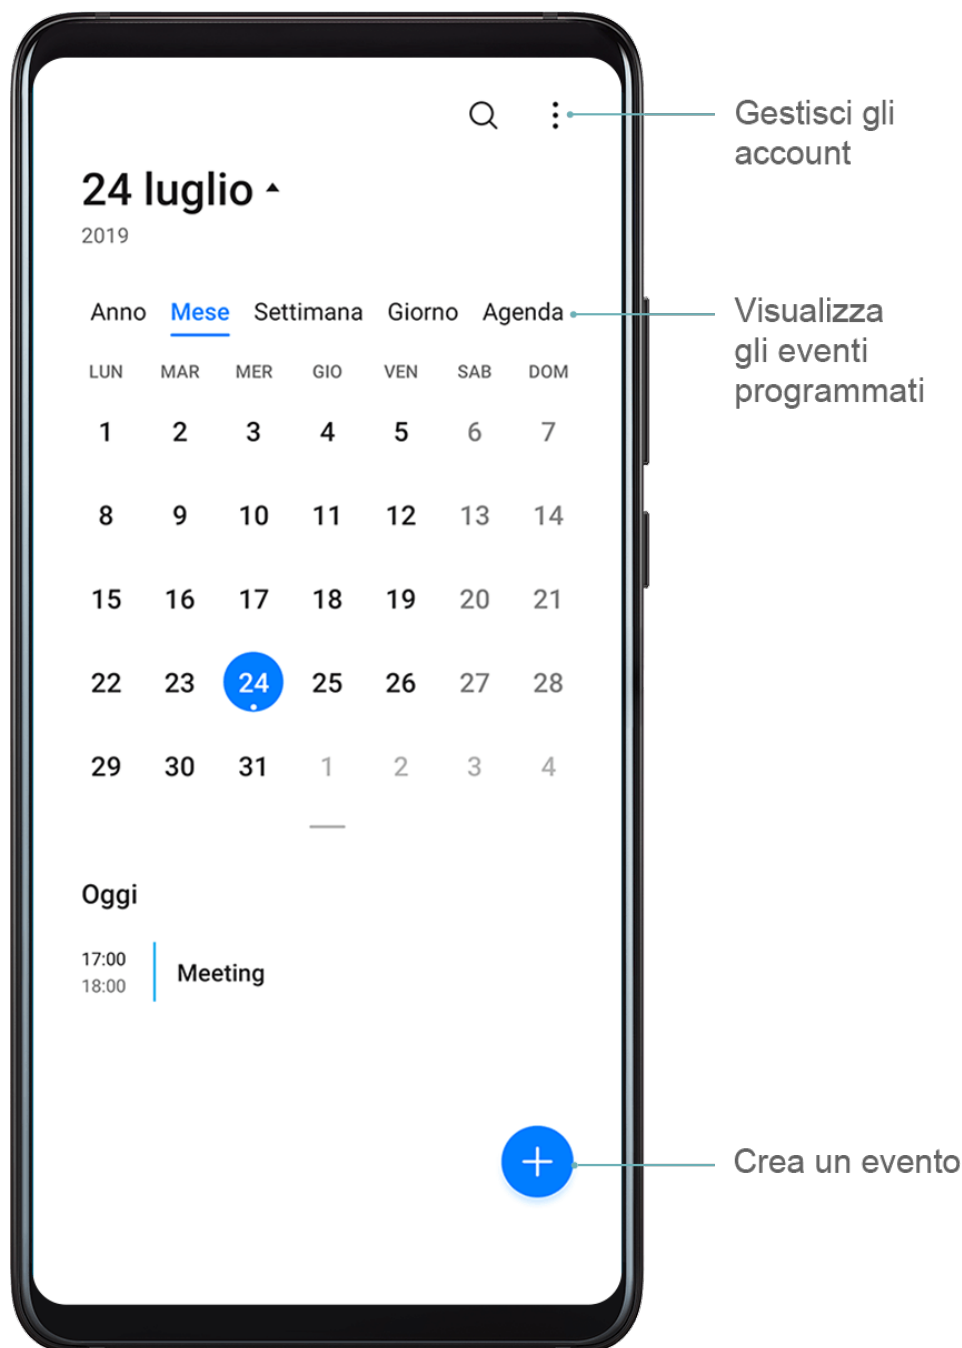 Gestisci gli
account
24 luglio
2019
Anno Mese Settimana Giorno Agenda
Visualizza
gli eventi
programmati
LUN MAR MER GIO VEN SAB DOM
1 2 3 4 5 6 7
8 9 10 11 12 13 14
15 16 17 18 19 20 21
22 23 24 25 26 27 28
29 30 31 1 2 3 4
Oggi
17:00
18:00
Meeting
Crea un evento